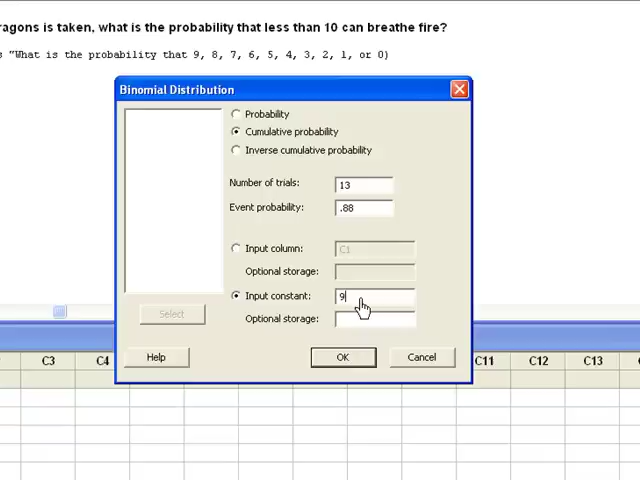 ragons is taken, what is the probability that less than 10 can breathe fire?
s "What is the probability that 9, 8, 7, 6, 5, 4, 3, 2, 1, or 0)
Binomial Distribution
Probability
Cumulative probability
Inverse cumulative probability
Number of trials: 13
Event probability: .88
Input column: C1
Optional storage:
Input constant: 9
Optional storage:
Select
Help OK Cancel
C3 C4 C11 C12 C13